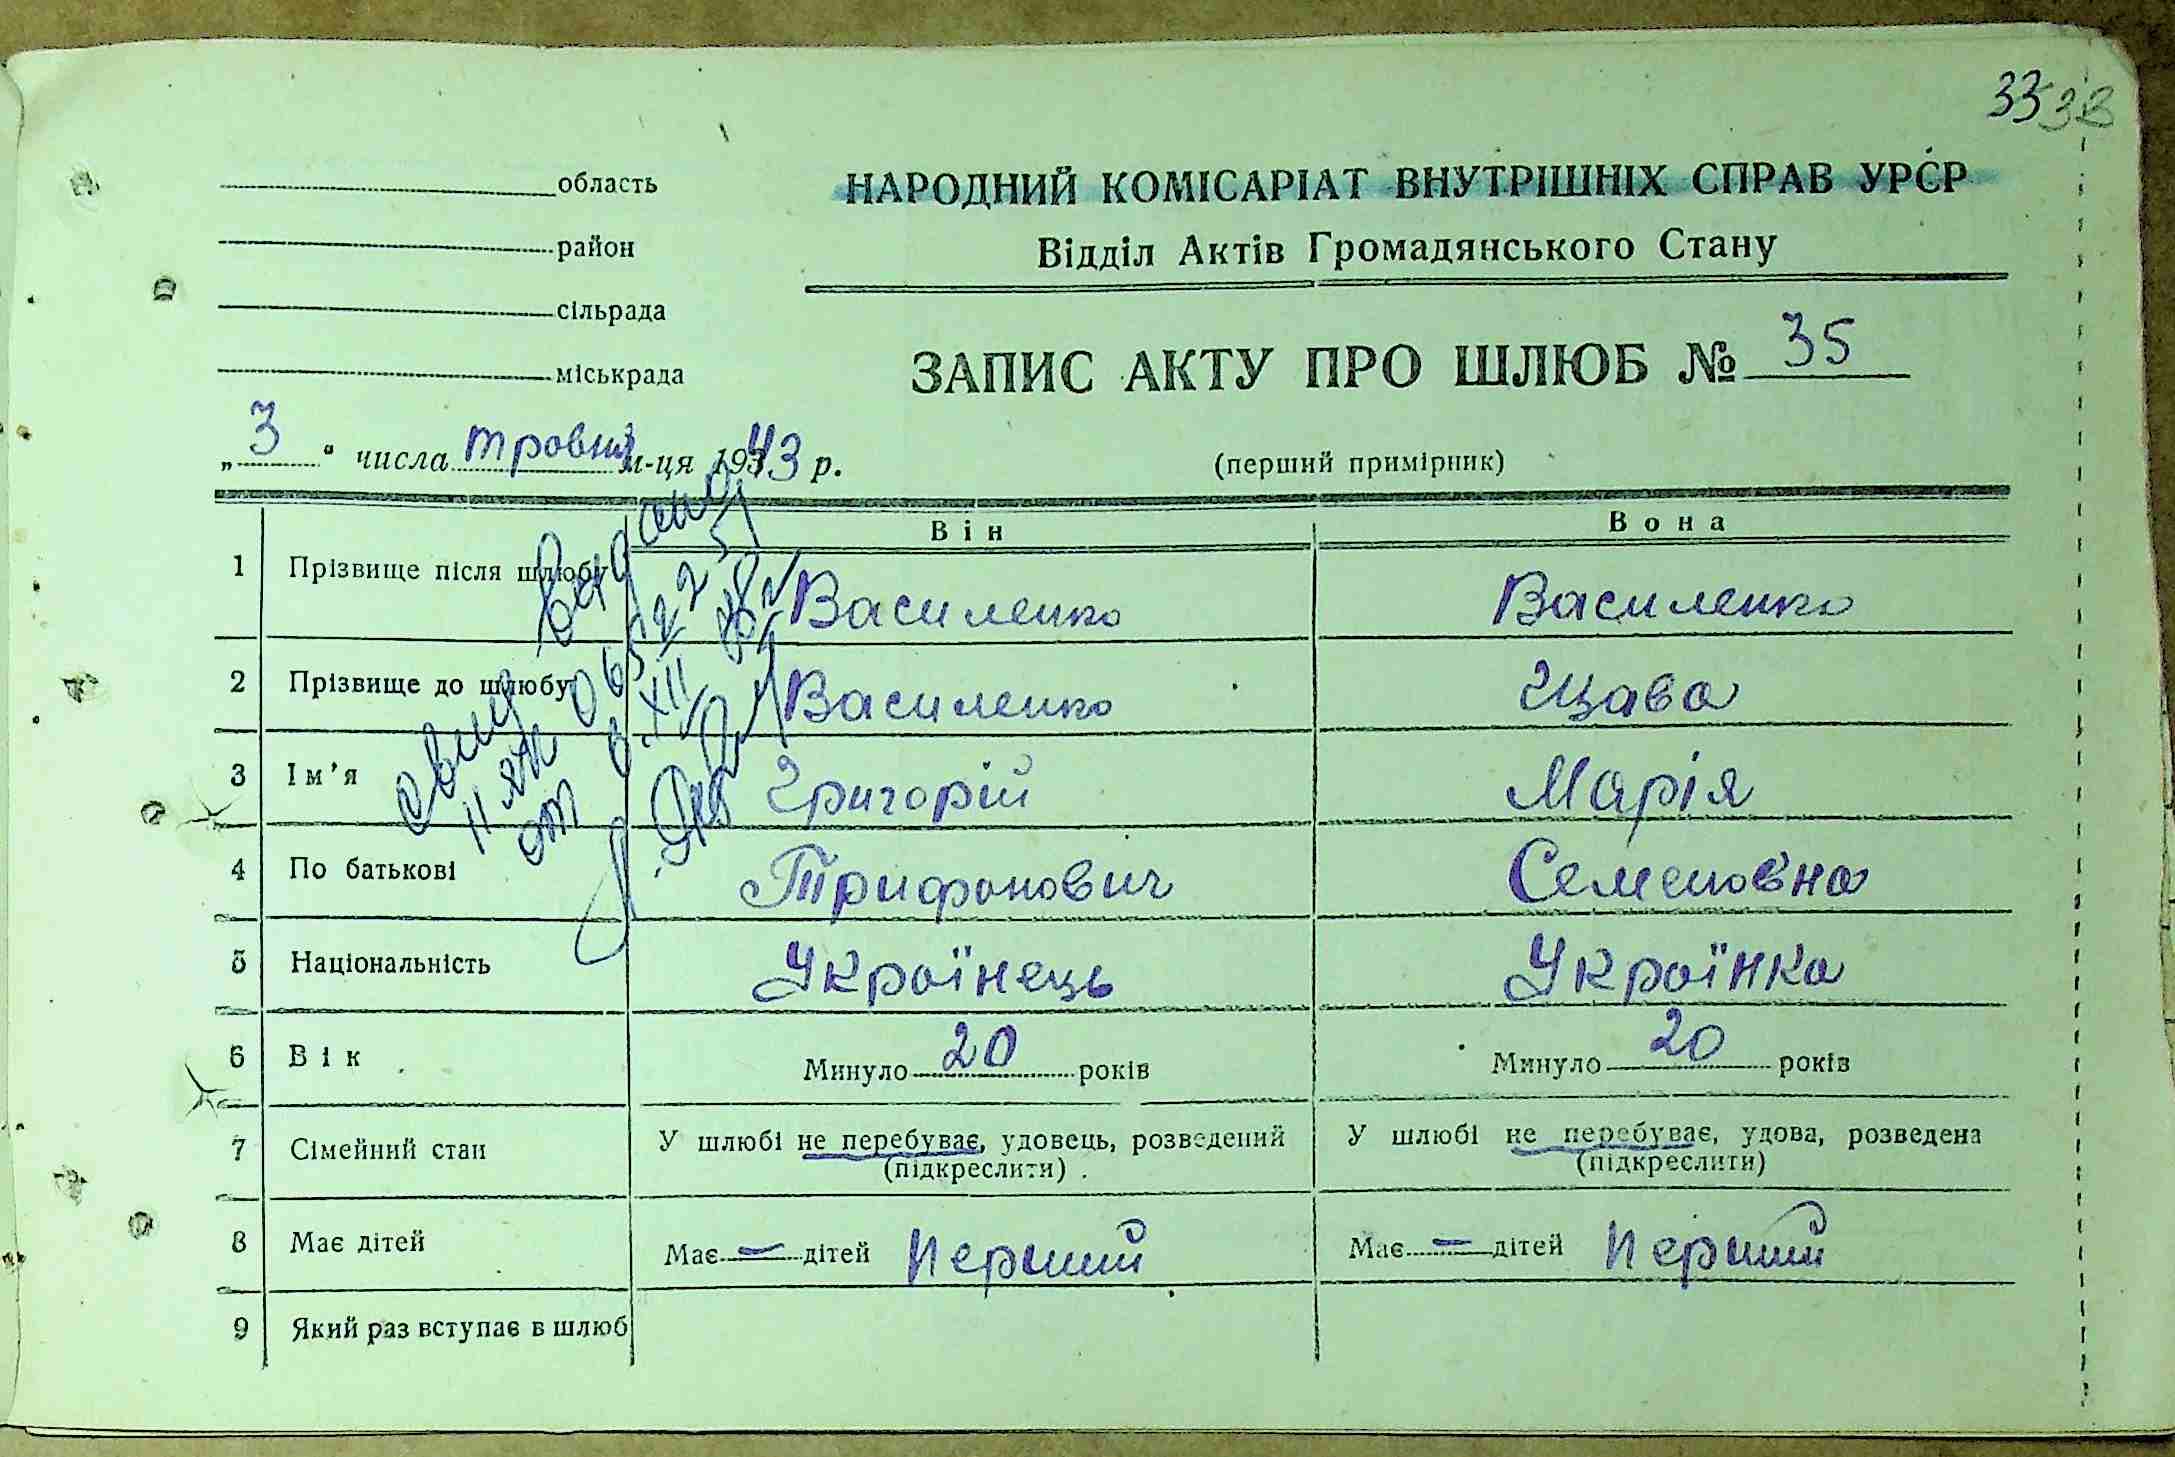 33 33
область
район
сільрада
міськрада
НАРОДНИЙ КОМІСАРІАТ ВНУТРІШНІХ СПРАВ УРСР
Відділ Актів Громадянського Стану
ЗАПИС АКТУ ПРО ШЛЮБ № 35
„3“ числа травня м-ця 1943 р.
(перший примірник)
Він Вона
1 Прізвище після шлюбу Василенко Василенко
2 Прізвище до шлюбу Василенко
3 Ім'я Григорій Марія
4 По батькові Трифонович Семеновна
5 Національність Українець Українка
6 Вік Минуло 20 років Минуло 20 років
7 Сімейний стан У шлюбі не перебуває, удовець, розведений У шлюбі не перебуває, удова, розведена
(підкреслити) (підкреслити)
8 Має дітей Має — дітей Перший Має — дітей Перший
9 Який раз вступає в шлюб